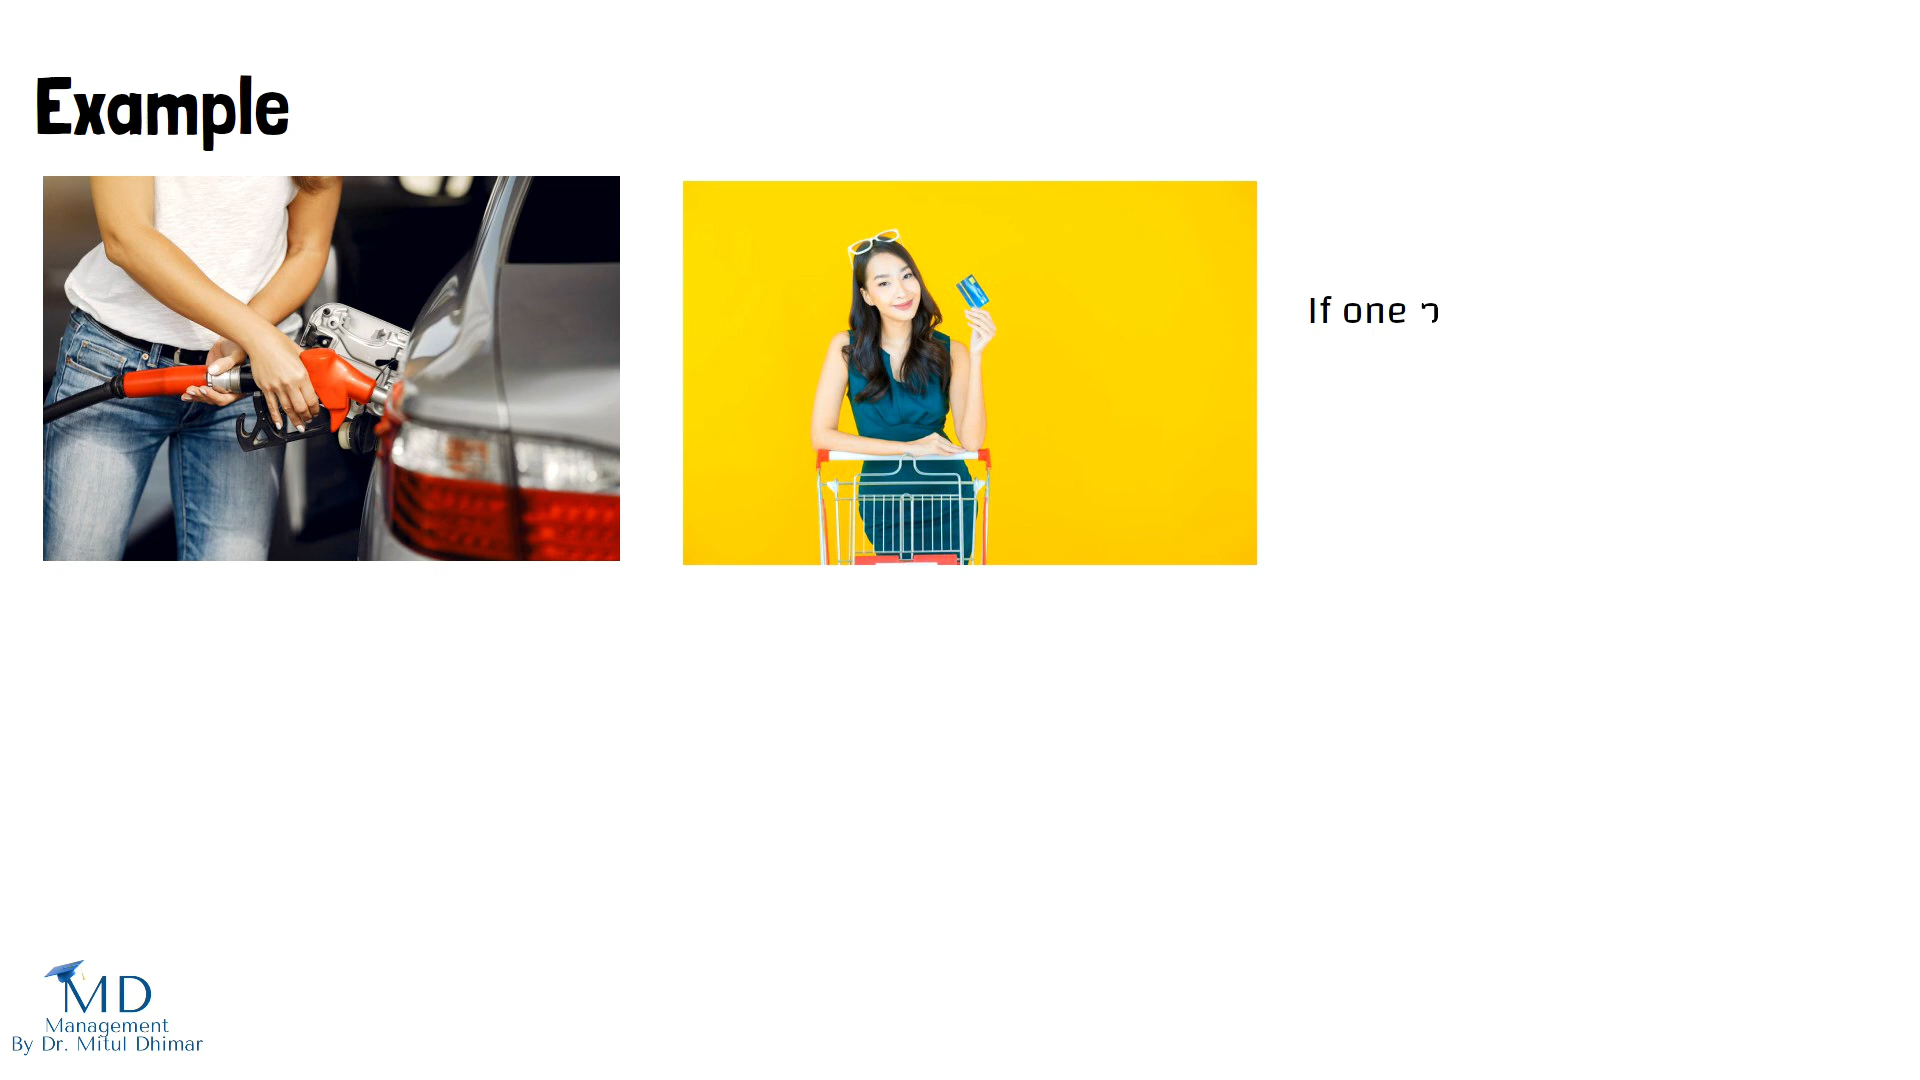 Example
If one
MD
Management
By Dr. Mitul Dhimar